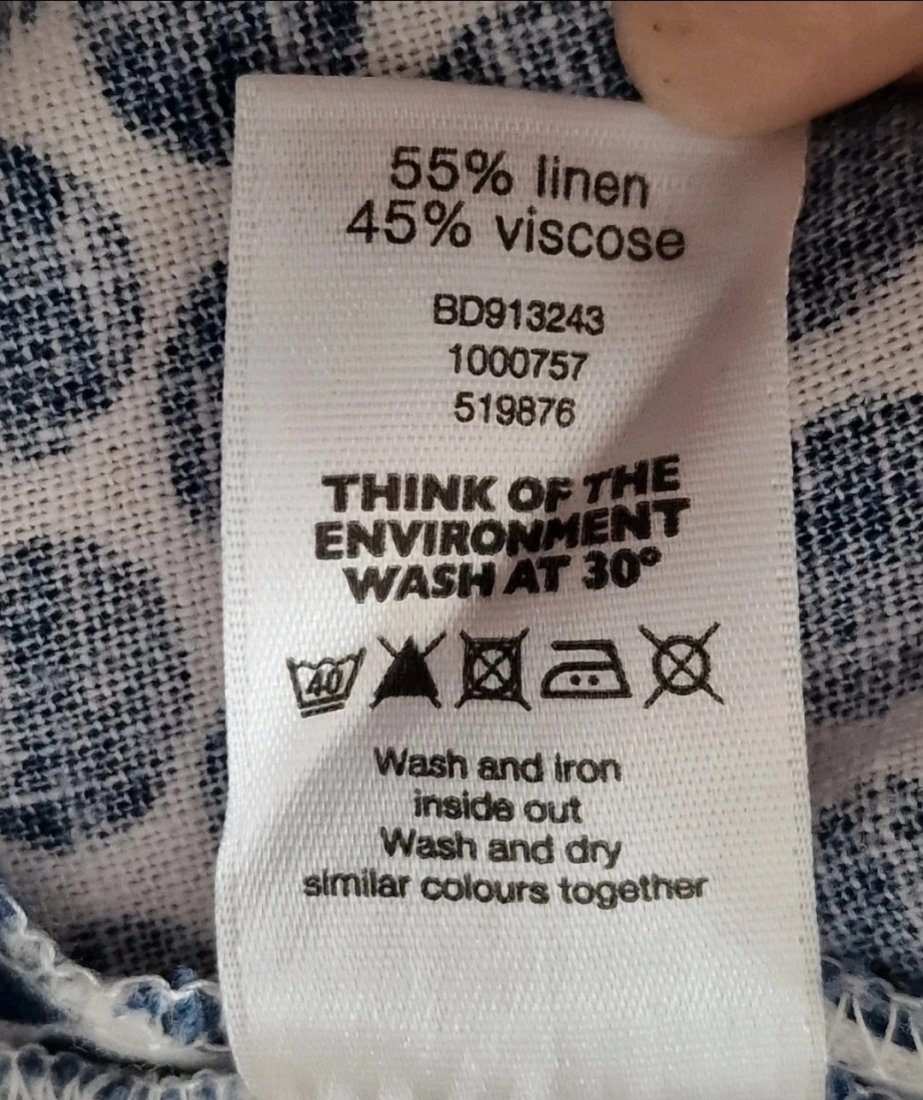 55% linen
45% viscose
BD913243
1000757
519876
THINK OF THE
ENVIRONMENT
WASH AT 30°
40
Wash and iron
inside out
Wash and dry
similar colours together